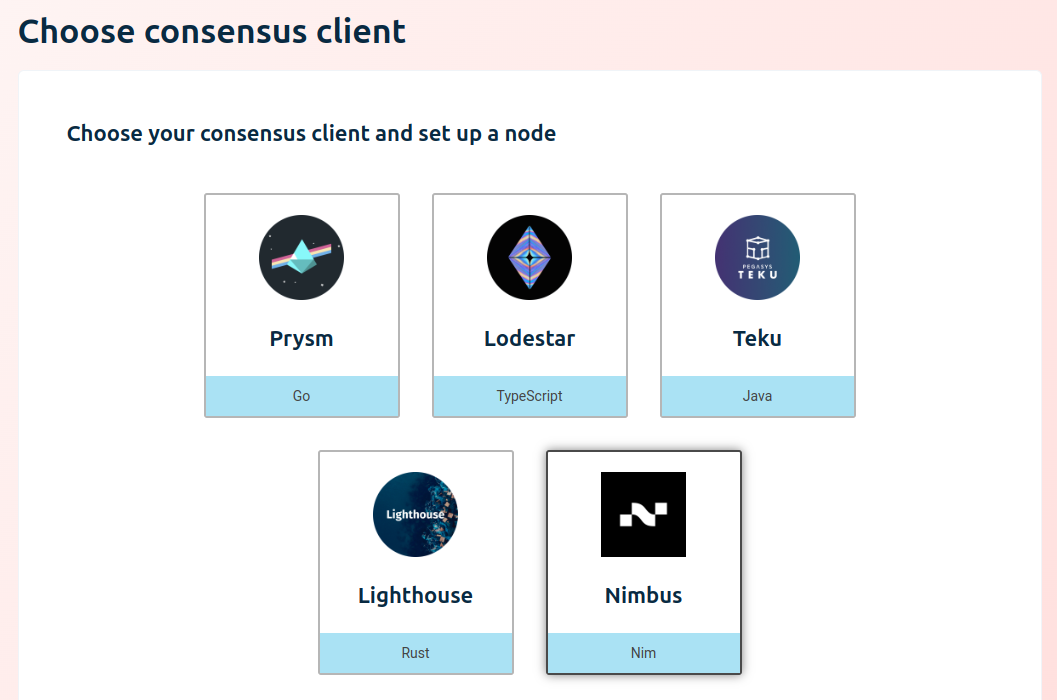 Choose consensus client
Choose your consensus client and set up a node
PEGASYS
TEKU
Prysm
Lodestar
Teku
Go
TypeScript
Java
Lighthouse
Lighthouse
Nimbus
Rust
Nim